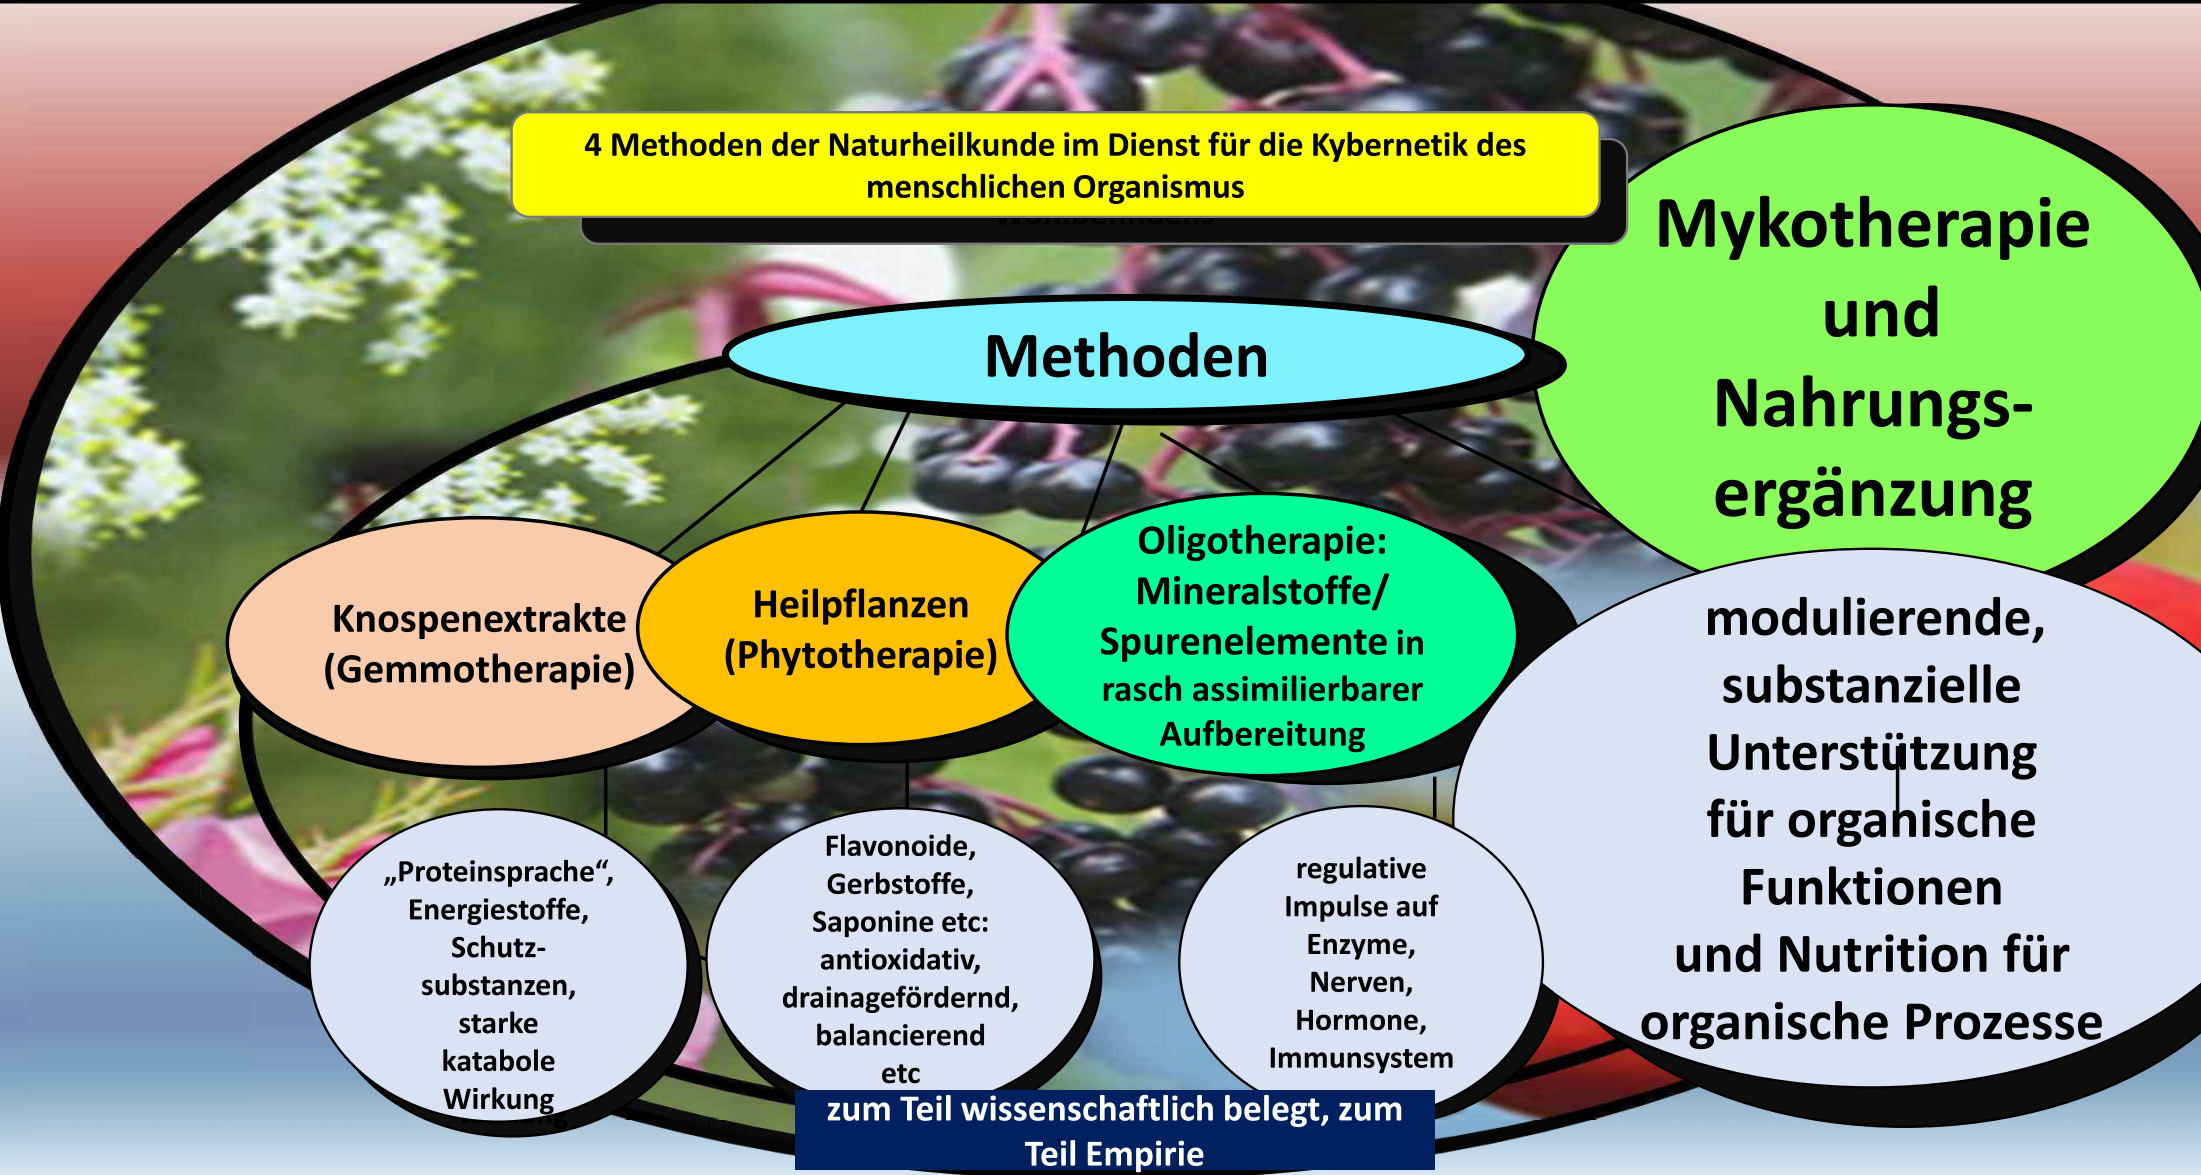 4 Methoden der Naturheilkunde im Dienst für die Kybernetik des
menschlichen Organismus
Methoden
Mykotherapie
und
Nahrungs-
ergänzung
Knospenextrakte
(Gemmotherapie)
Heilpflanzen
(Phytotherapie)
Oligotherapie:
Mineralstoffe/
Spurenelemente in
rasch assimilierbarer
Aufbereitung
„Proteinsprache“,
Energiestoffe,
Schutz-
substanzen,
starke
katabole
Wirkung
Flavonoide,
Gerbstoffe,
Saponine etc:
antioxidativ,
drainagefördernd,
balancierend
etc
regulative
Impulse auf
Enzyme,
Nerven,
Hormone,
Immunsystem
modulierende,
substanzielle
Unterstützung
für organische
Funktionen
und Nutrition für
organische Prozesse
zum Teil wissenschaftlich belegt, zum
Teil Empirie